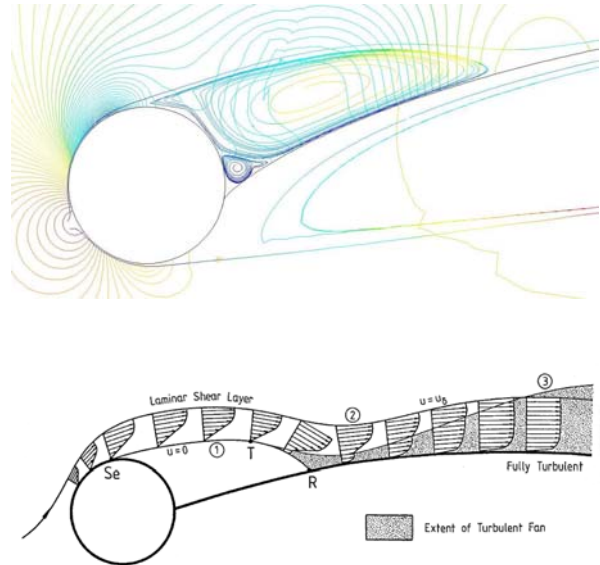 Laminar Shear Layer
u=0
①
T
Se
②
u=u₀
③
R
Fully Turbulent
Extent of Turbulent Fan